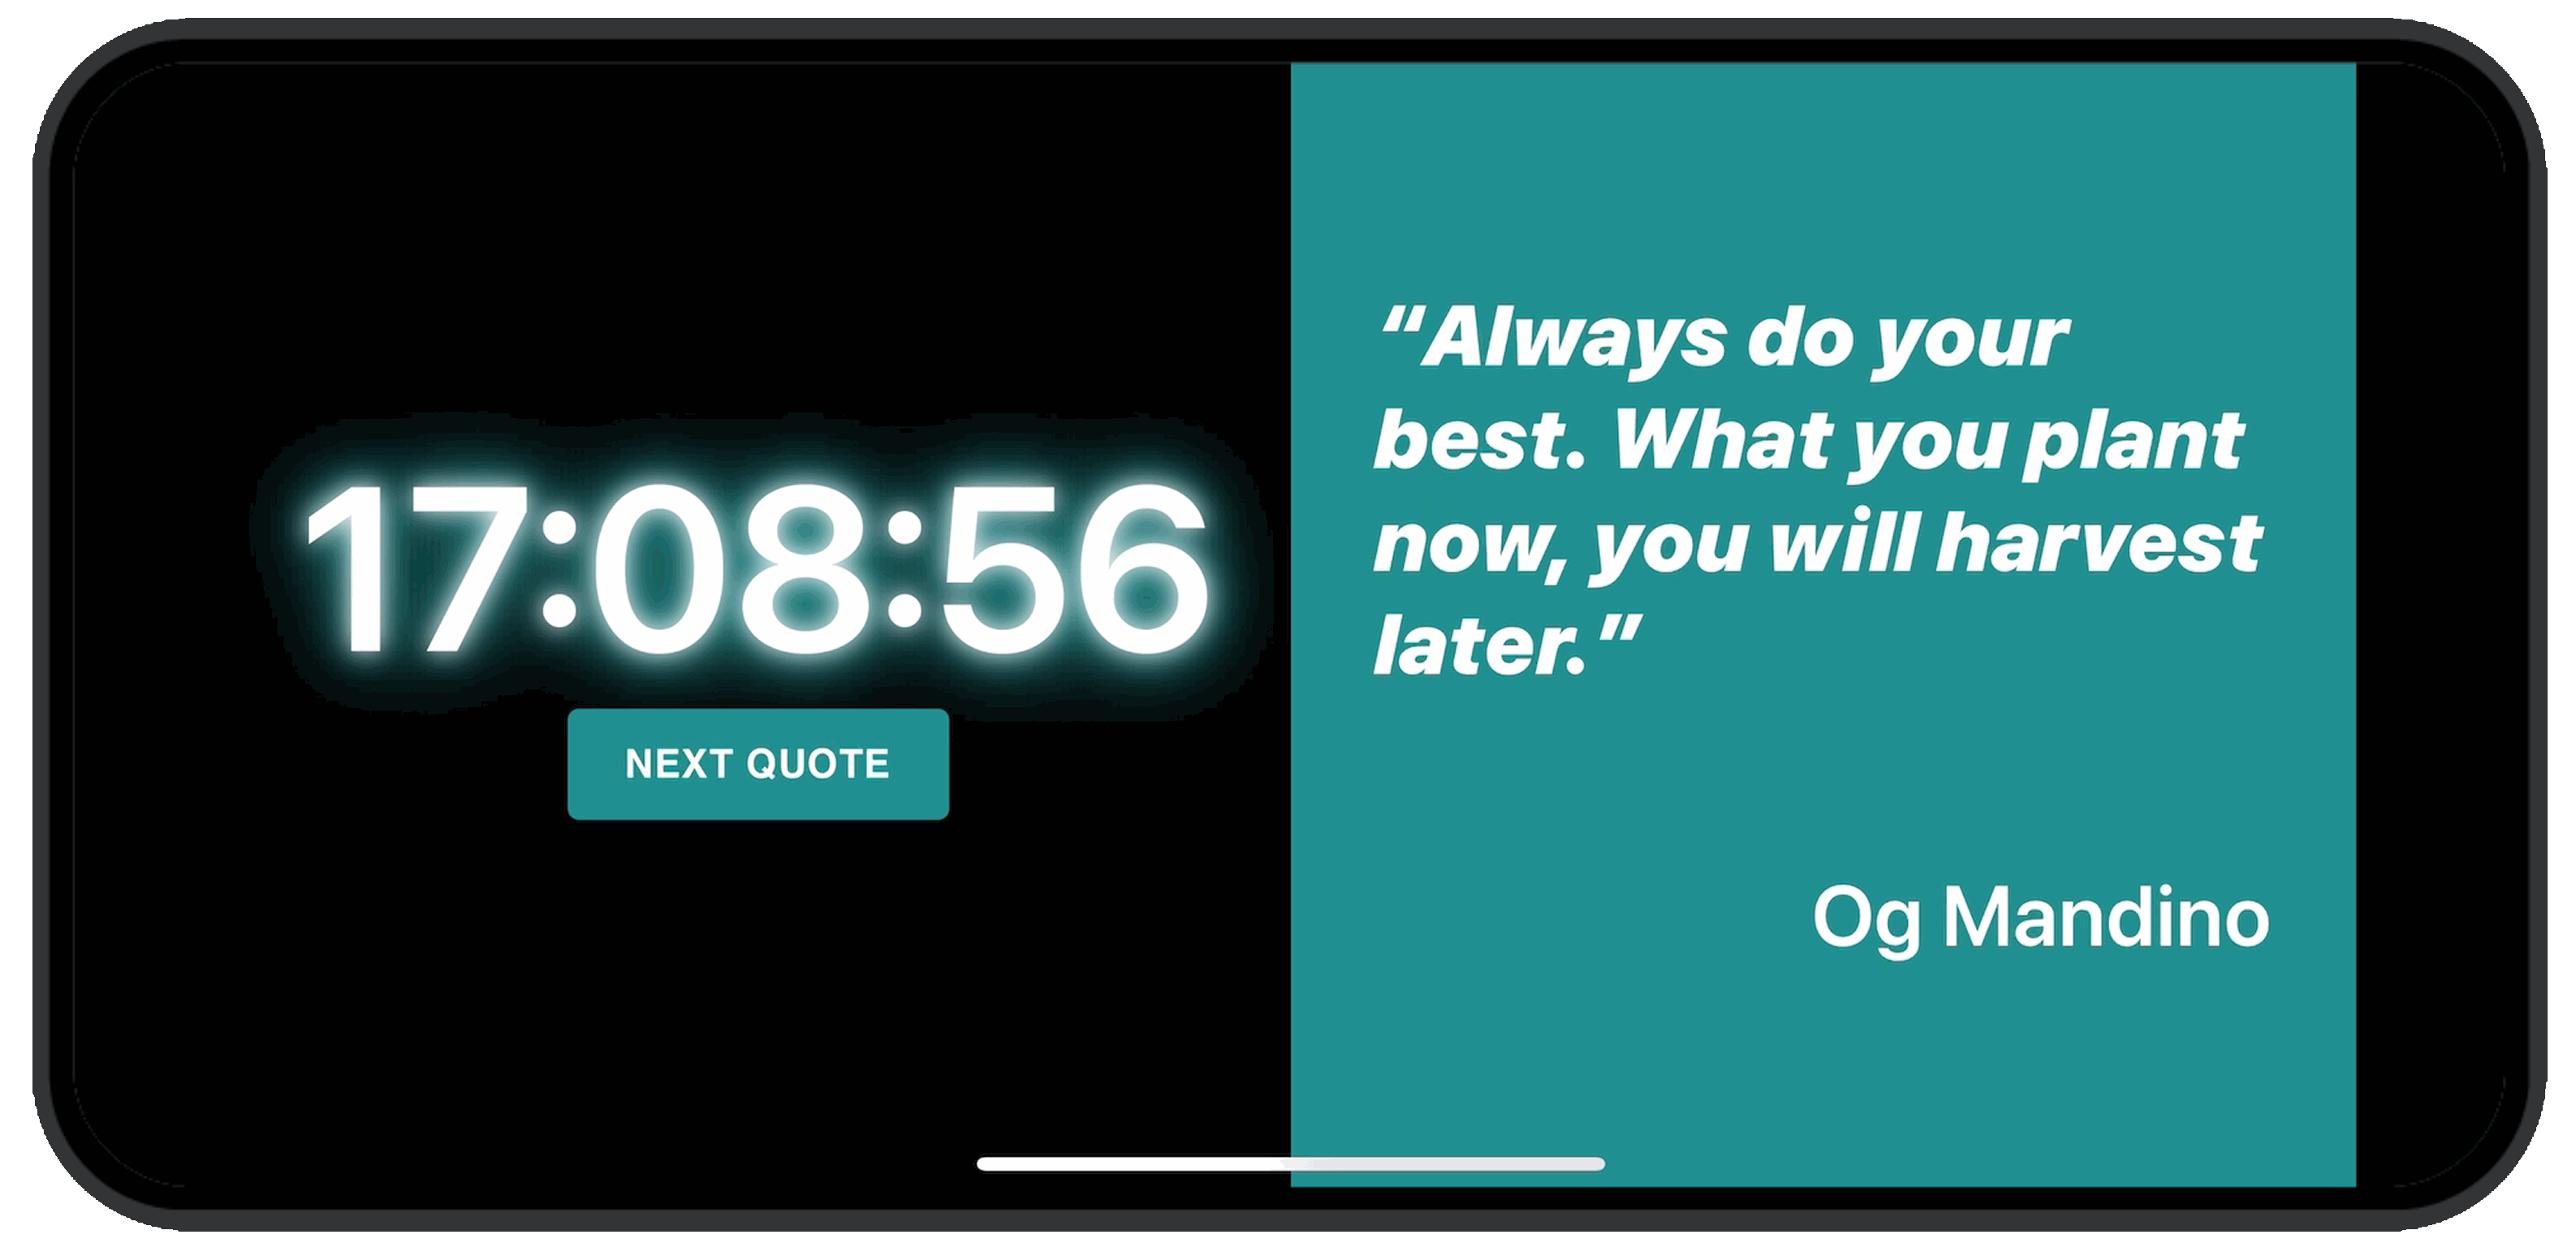 17:08:56
NEXT QUOTE
“Always do your
best. What you plant
now, you will harvest
later.”
Og Mandino